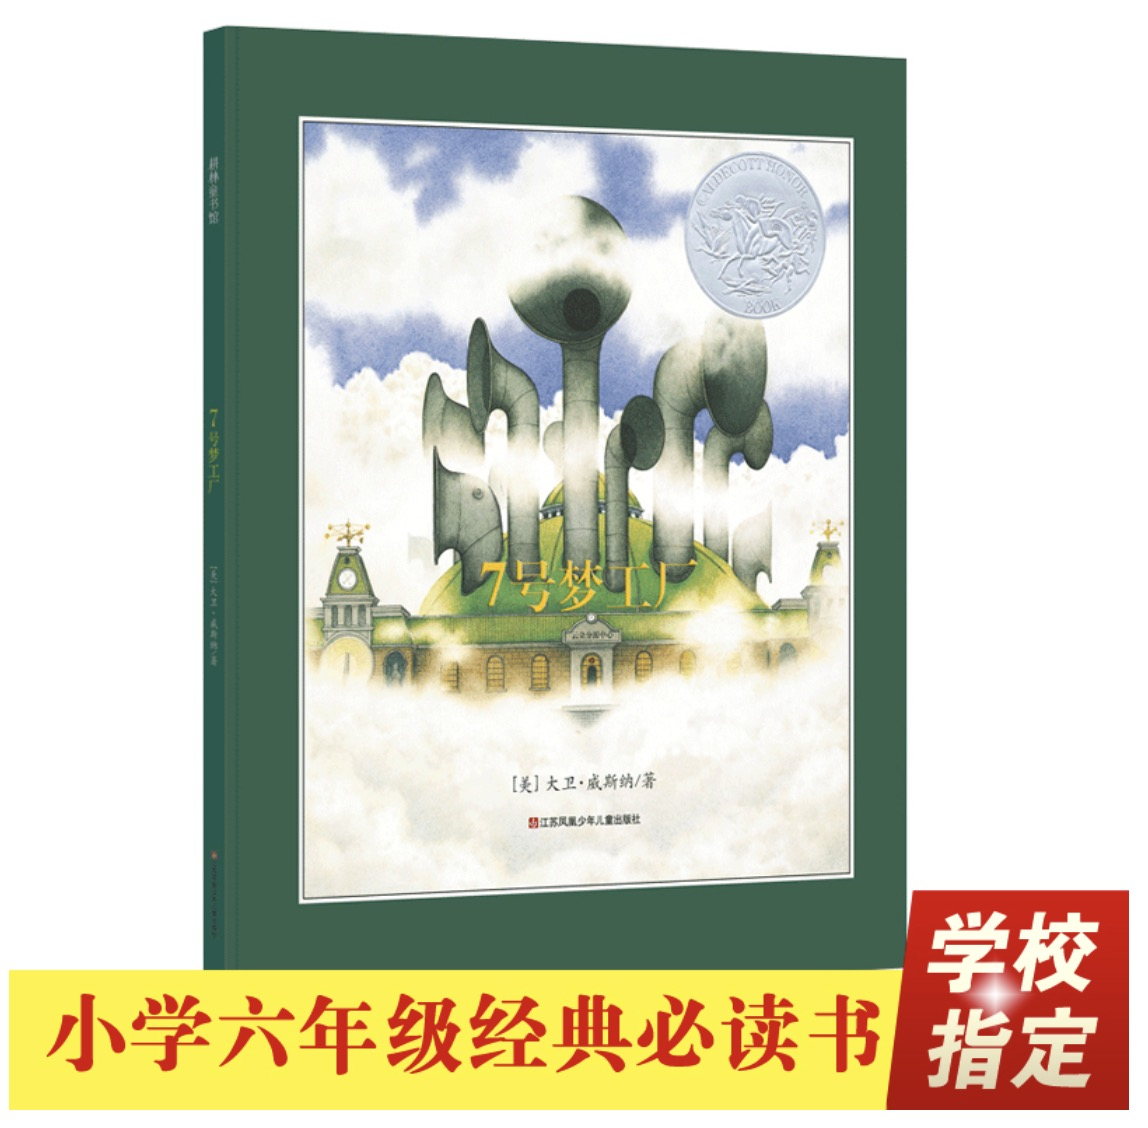 耕林童书馆
7号梦工厂
[美] 大卫·威斯纳/著
CALDECOTT HONOR
BOOK
7号梦工厂
云朵分派中心
[美] 大卫·威斯纳/著
江苏凤凰少年儿童出版社
小学六年级经典必读书
学校
指定